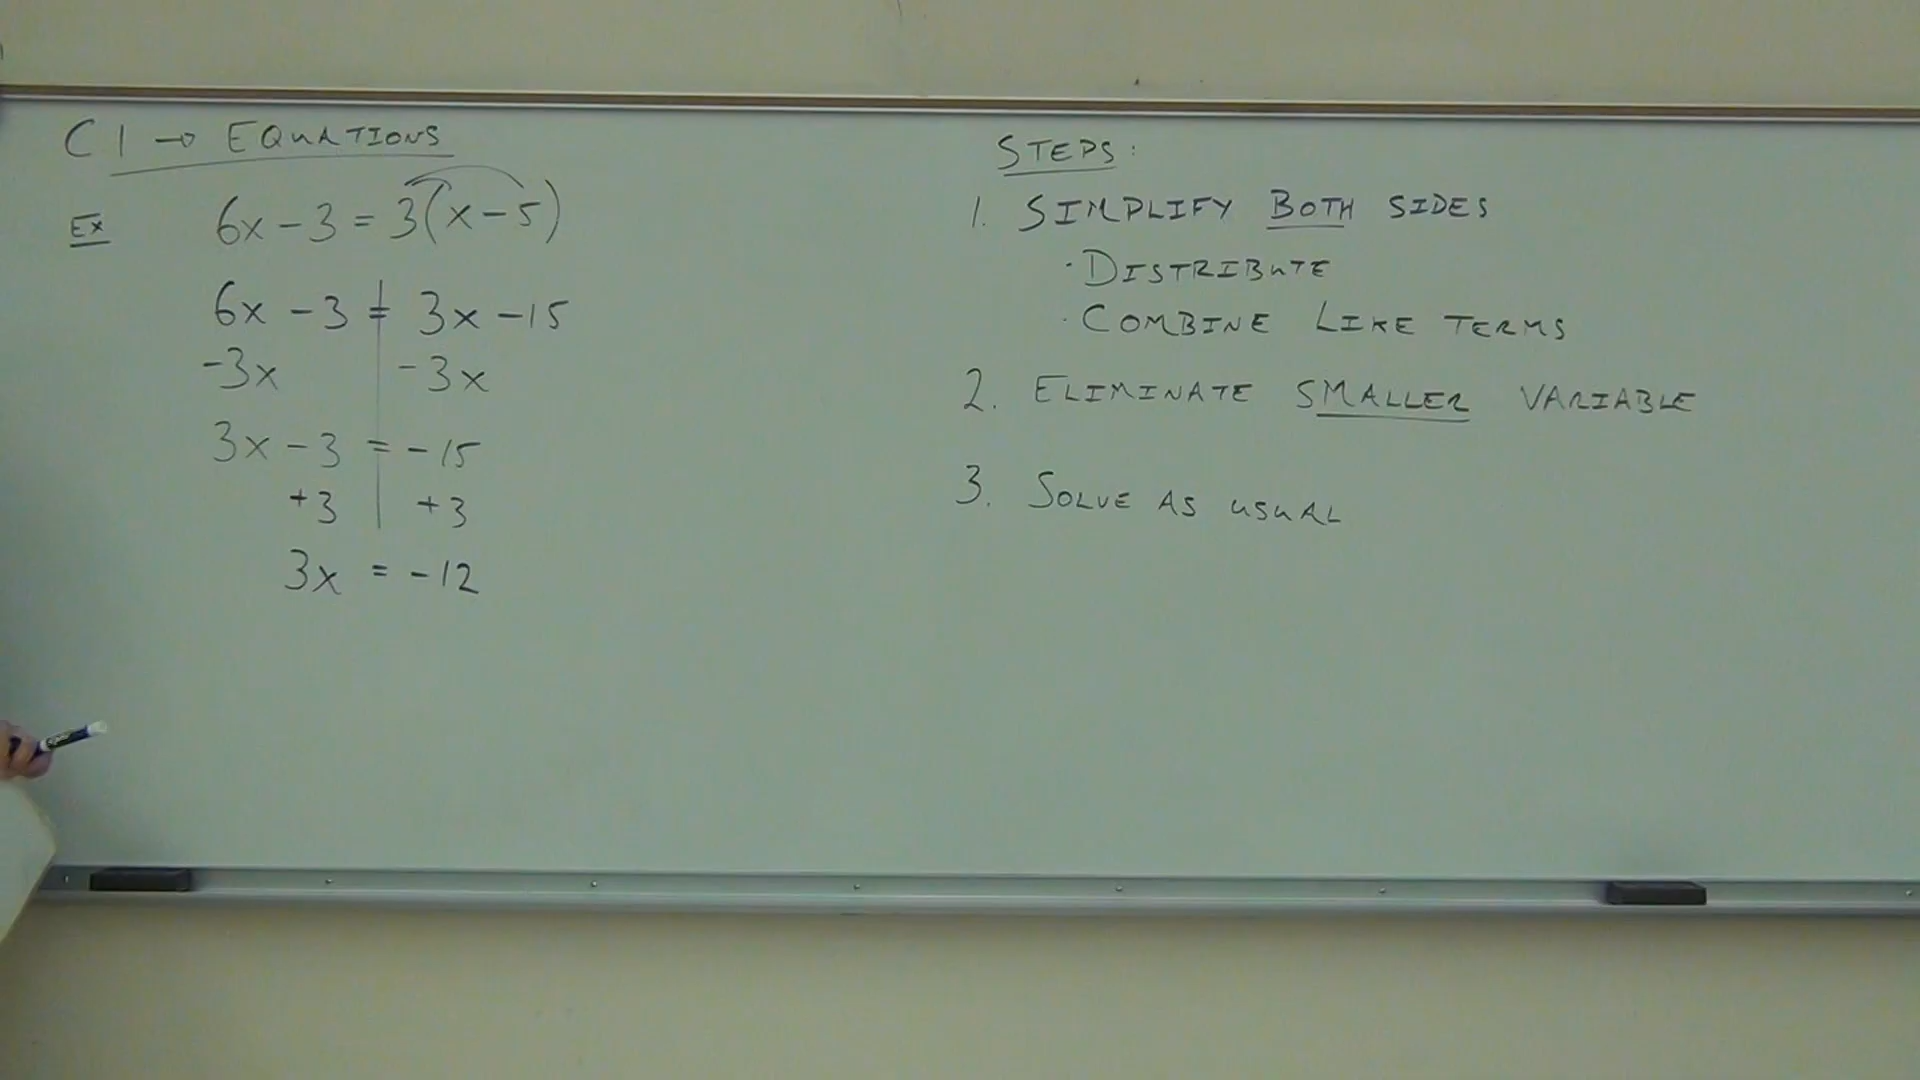 C1 → EQUATIONS
Ex 6x - 3 = 3(x - 5)
6x - 3 = 3x - 15
-3x -3x
3x - 3 = -15
+3 +3
3x = -12
STEPS:
1. SIMPLIFY BOTH SIDES
· DISTRIBUTE
· COMBINE LIKE TERMS
2. ELIMINATE SMALLER VARIABLE
3. SOLVE AS USUAL